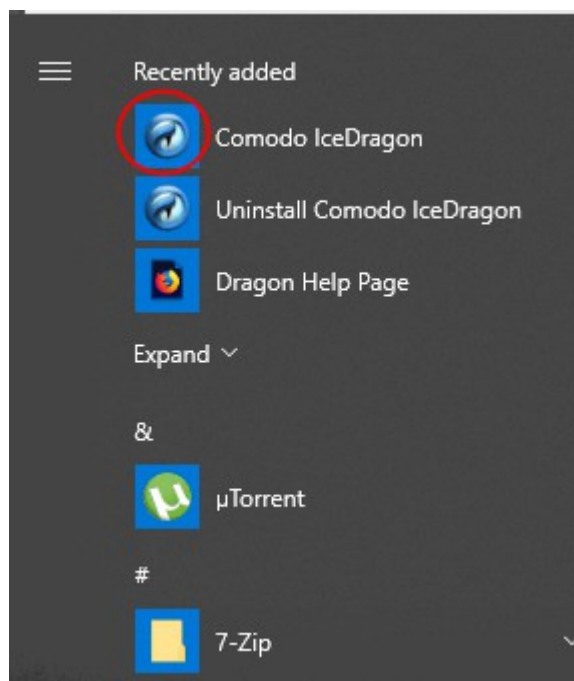 Recently added
Comodo IceDragon
Uninstall Comodo IceDragon
Dragon Help Page
Expand
&
µTorrent
#
7-Zip